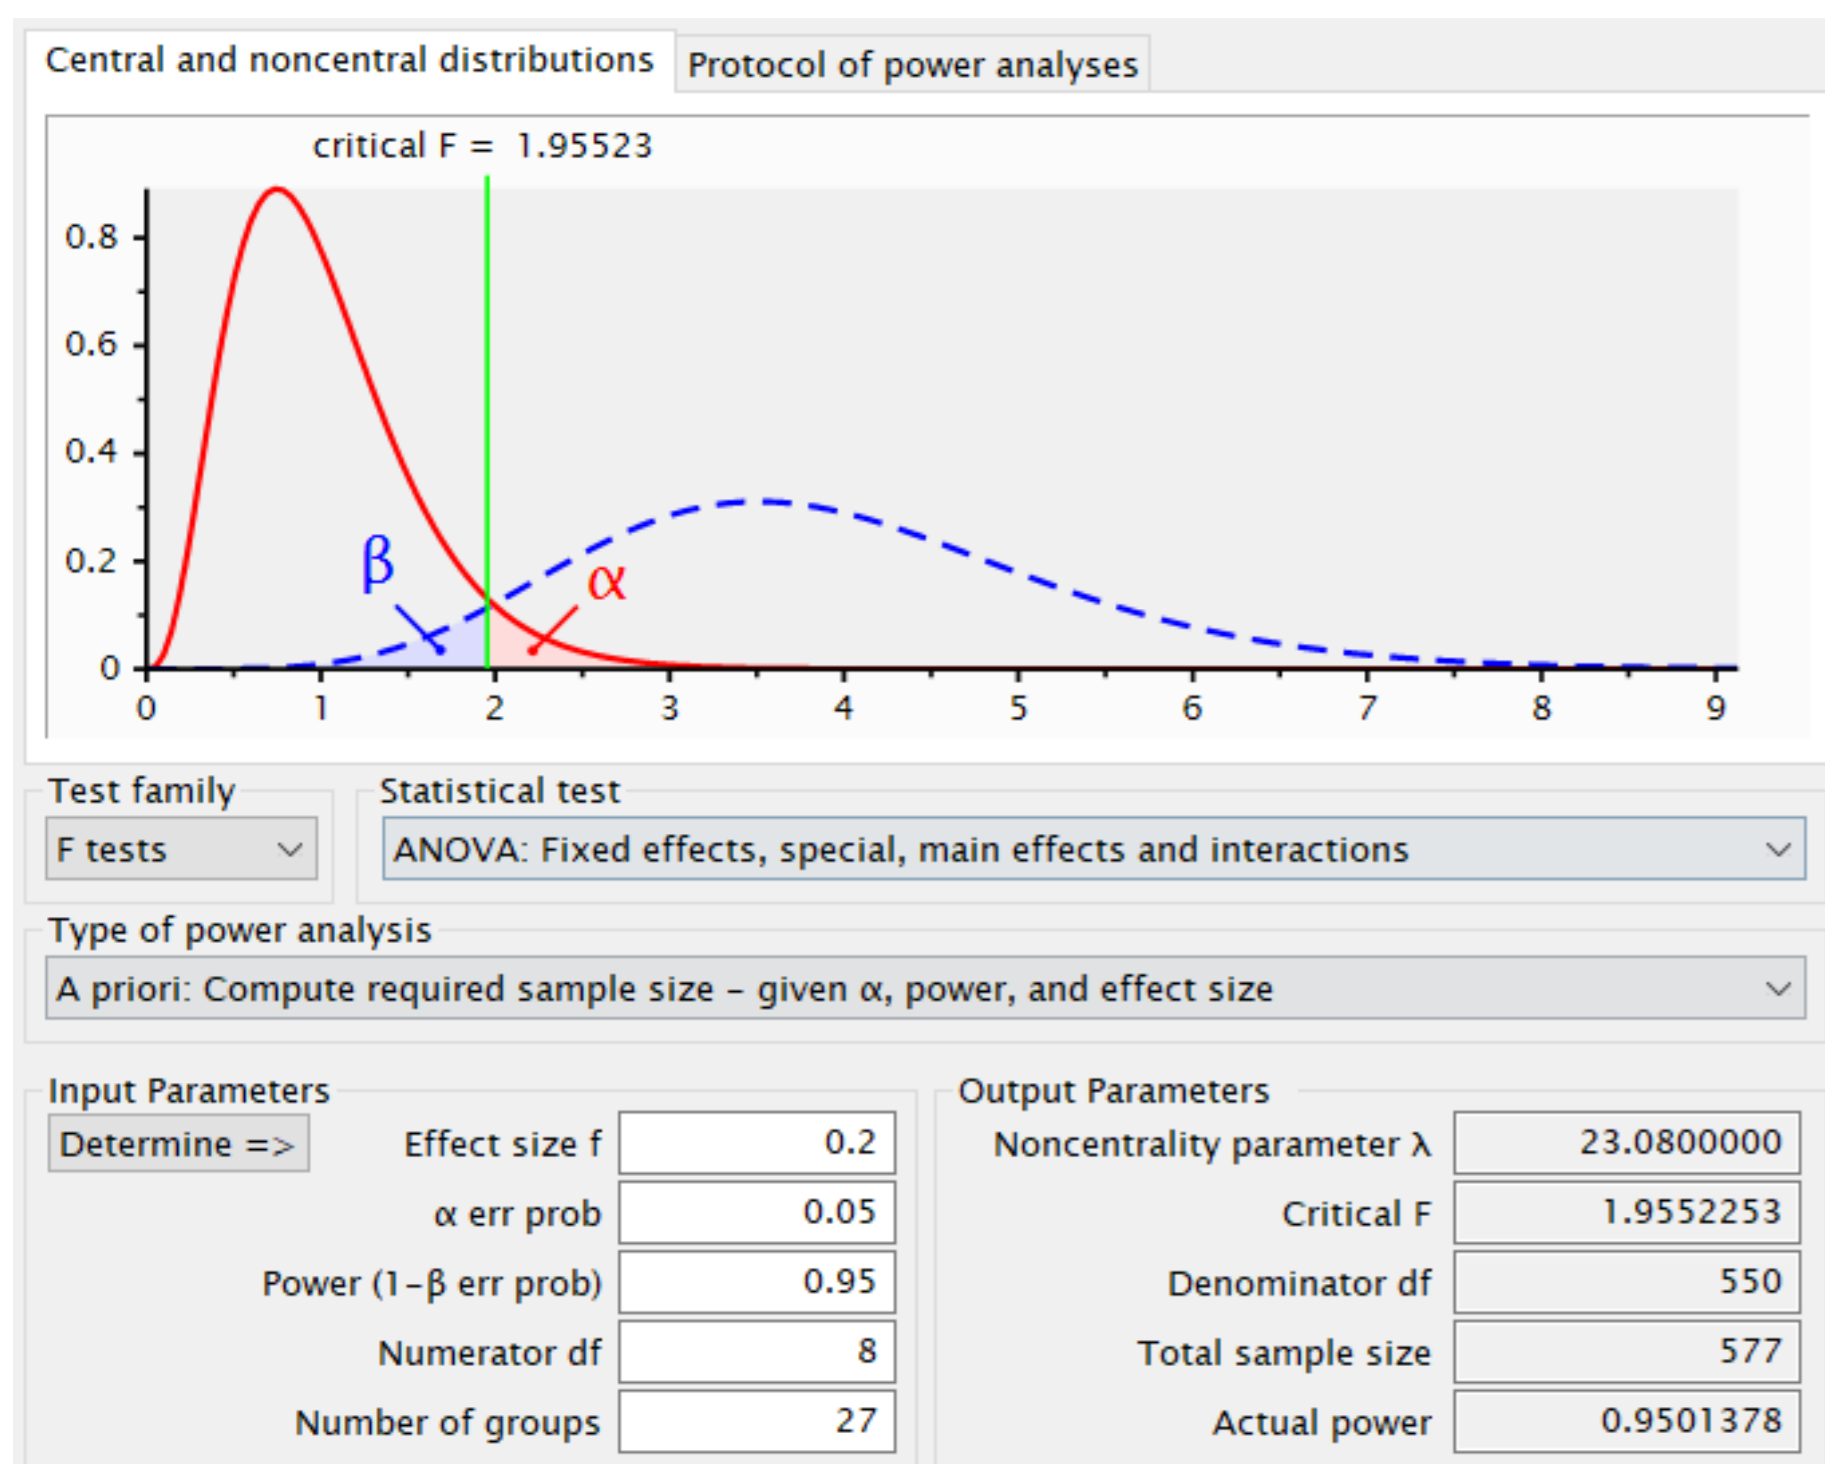 Central and noncentral distributions Protocol of power analyses
critical F = 1.95523
0.8
0.6
0.4
0.2
0
β
α
0 1 2 3 4 5 6 7 8 9
Test family Statistical test
F tests ANOVA: Fixed effects, special, main effects and interactions
Type of power analysis
A priori: Compute required sample size – given α, power, and effect size
Input Parameters Output Parameters
Determine => Effect size f 0.2 Noncentrality parameter λ 23.0800000
α err prob 0.05 Critical F 1.9552253
Power (1–β err prob) 0.95 Denominator df 550
Numerator df 8 Total sample size 577
Number of groups 27 Actual power 0.9501378